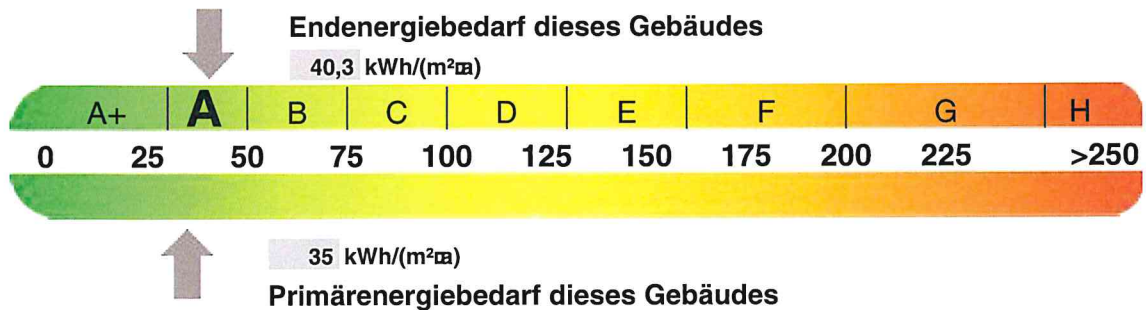 Endenergiebedarf dieses Gebäudes
40,3 kWh/(m²¤a)
A+ A B C D E F G H
0 25 50 75 100 125 150 175 200 225 >250
35 kWh/(m²¤a)
Primärenergiebedarf dieses Gebäudes